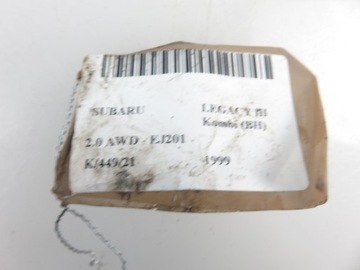 SUBARU LEGACY III
Kombi (BH)
2.0 AWD - EJ201
K/449/21 1999